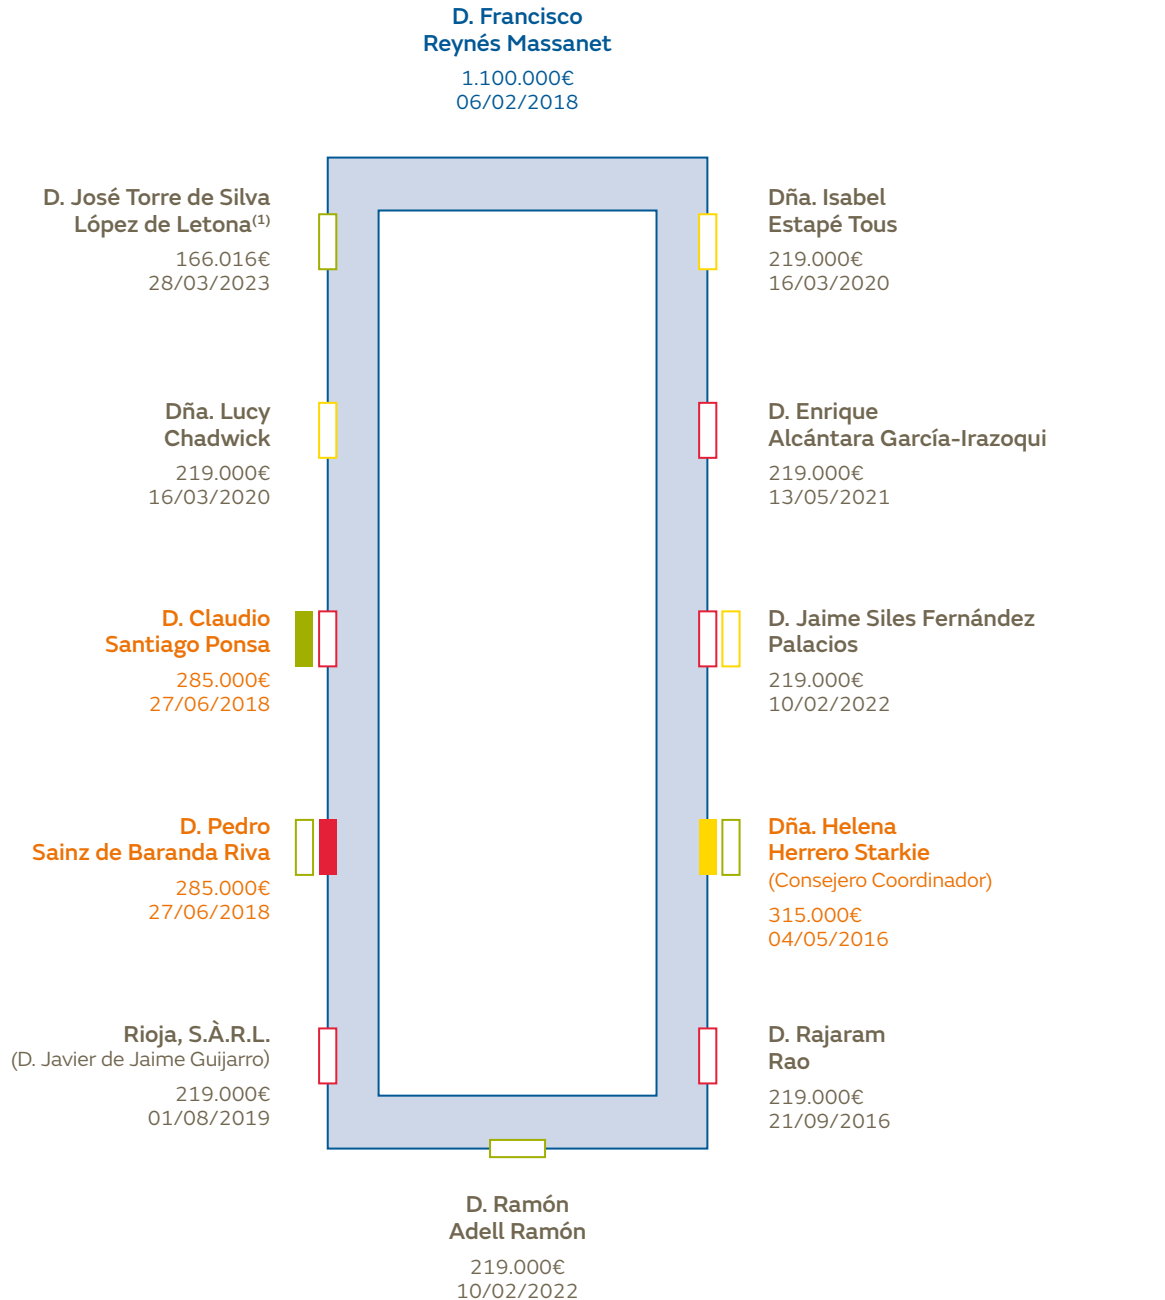 D. Francisco
Reynés Massanet
1.100.000€
06/02/2018
D. José Torre de Silva
López de Letona(1)
166.016€
28/03/2023
Dña. Isabel
Estapé Tous
219.000€
16/03/2020
Dña. Lucy
Chadwick
219.000€
16/03/2020
D. Enrique
Alcántara García-Irazoqui
219.000€
13/05/2021
D. Claudio
Santiago Ponsa
285.000€
27/06/2018
D. Jaime Siles Fernández
Palacios
219.000€
10/02/2022
D. Pedro
Sainz de Baranda Riva
285.000€
27/06/2018
Dña. Helena
Herrero Starkie
(Consejero Coordinador)
315.000€
04/05/2016
Rioja, S.À.R.L.
(D. Javier de Jaime Guijarro)
219.000€
01/08/2019
D. Rajaram
Rao
219.000€
21/09/2016
D. Ramón
Adell Ramón
219.000€
10/02/2022